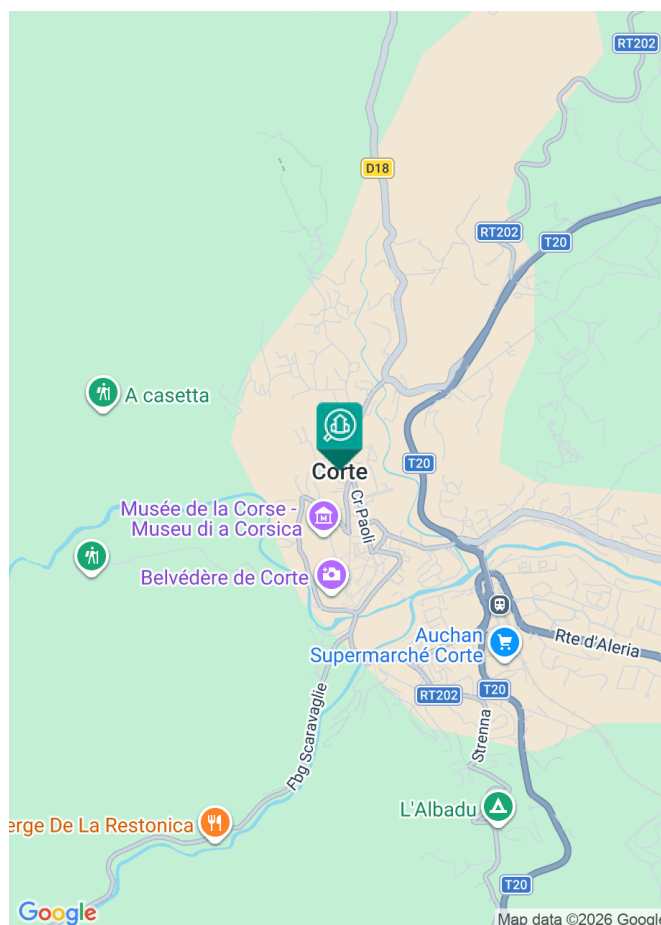 RT202
D18
RT202
T20
A casetta
T20
Corte
Musée de la Corse -
Museu di a Corsica
Cr Paoli
Belvédère de Corte
Auchan
Supermarché Corte
Rte d'Aleria
RT202
T20
Fbg Scaravaglie
Strenna
L'Albadu
erge De La Restonica
T20
Google
Map data ©2026 Google